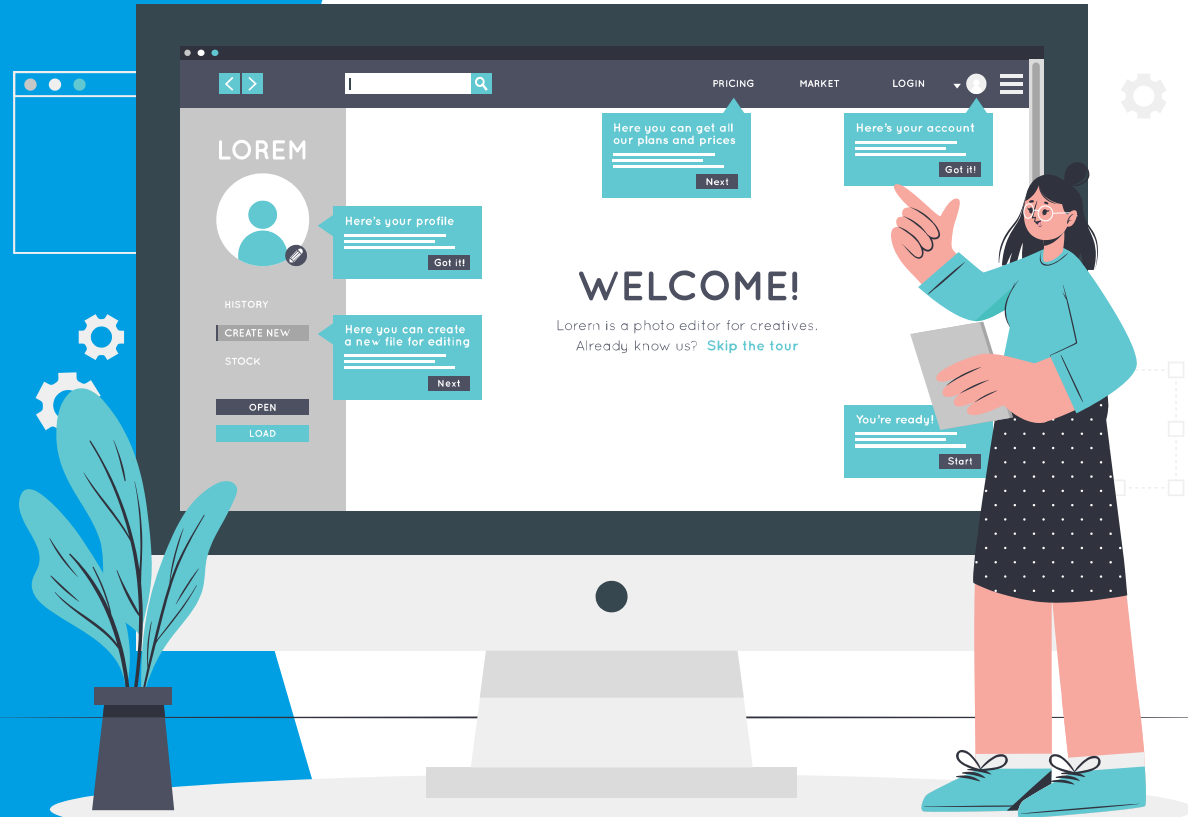 PRICING
MARKET
LOGIN
Here you can get all
our plans and prices
Next
Here's your account
Got it!
LOREM
Here's your profile
Got it!
HISTORY
CREATE NEW
STOCK
OPEN
LOAD
Here you can create
a new file for editing
Next
WELCOME!
Lorem is a photo editor for creatives.
Already know us? Skip the tour
You're ready!
Start